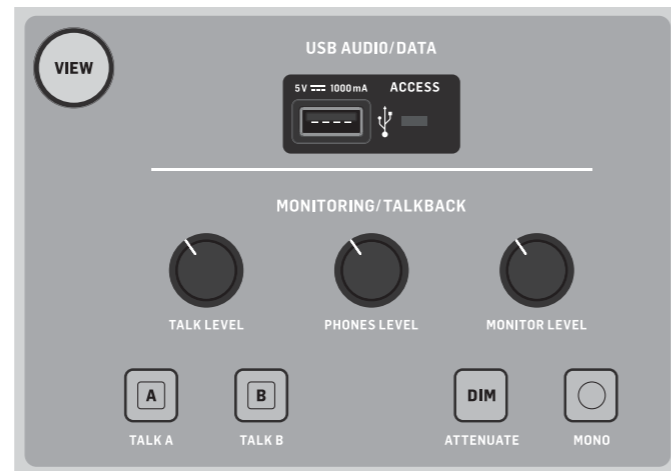 VIEW
USB AUDIO/DATA
5V ⎓ 1000mA ACCESS
MONITORING/TALKBACK
TALK LEVEL PHONES LEVEL MONITOR LEVEL
A B DIM
TALK A TALK B ATTENUATE MONO